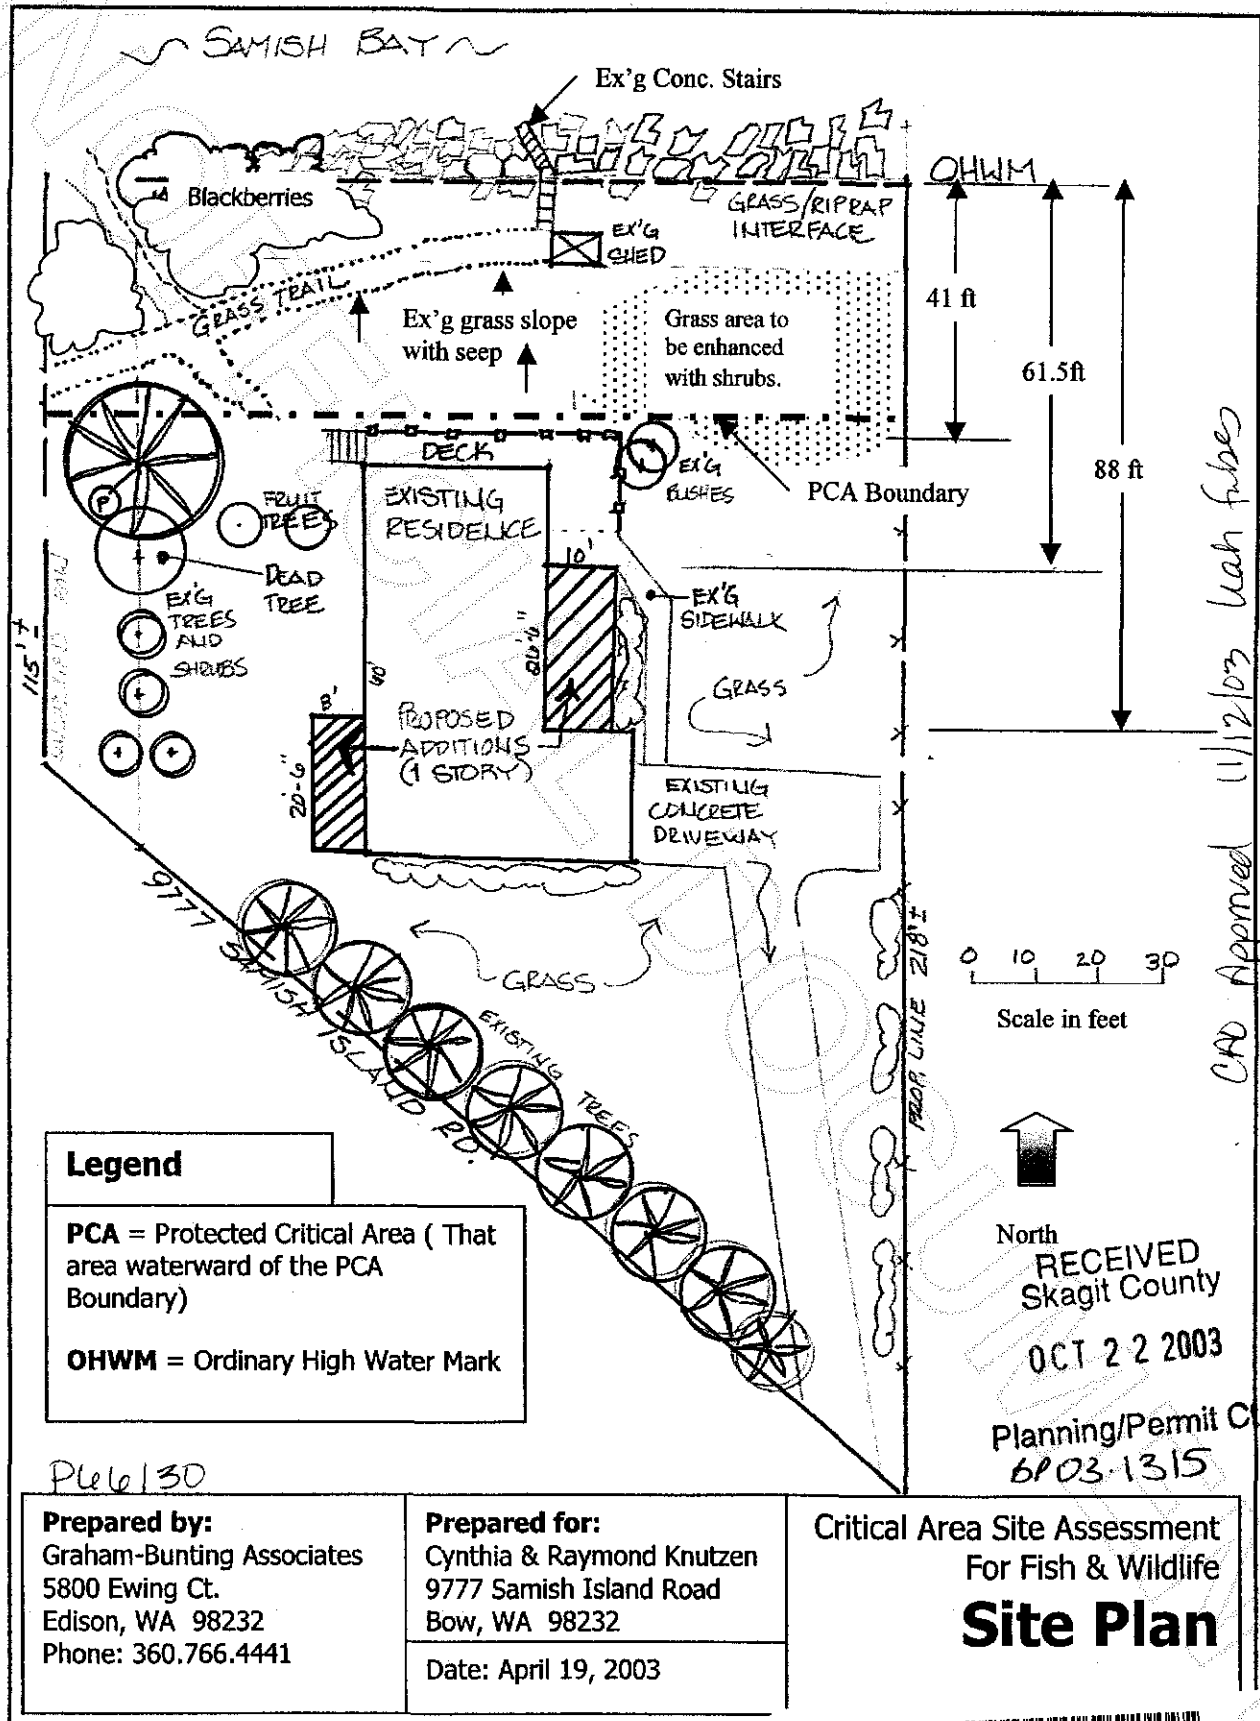 ~ SAMISH BAY ~
Ex'g Conc. Stairs
OHWM
Blackberries
GRASS/RIPRAP
INTERFACE
EX'G
SHED
GRASS TRAIL
41 ft
Ex'g grass slope
with seep
Grass area to
be enhanced
with shrubs.
61.5ft
DECK
88 ft
EX'G
BUSHES
PCA Boundary
P
FRUIT
TREES
EXISTING
RESIDENCE
10'
DEAD
TREE
EX'G
TREES
AND
SHRUBS
EX'G
SIDEWALK
115'±
26'-6"
40'
GRASS
8'
PROPOSED
ADDITIONS
(1 STORY)
20'-6"
EXISTING
CONCRETE
DRIVEWAY
CAO Approved 11/12/03
9777 SAMISH ISLAND RD.
GRASS
EXISTING TREES
PROP. LINE 218'±
0 10 20 30
Scale in feet
North
Legend
PCA = Protected Critical Area ( That
area waterward of the PCA
Boundary)
OHWM = Ordinary High Water Mark
RECEIVED
Skagit County
OCT 22 2003
Planning/Permit C
BP03-1315
P66130
Prepared by:
Graham-Bunting Associates
5800 Ewing Ct.
Edison, WA 98232
Phone: 360.766.4441
Prepared for:
Cynthia & Raymond Knutzen
9777 Samish Island Road
Bow, WA 98232
Date: April 19, 2003
Critical Area Site Assessment
For Fish & Wildlife
Site Plan